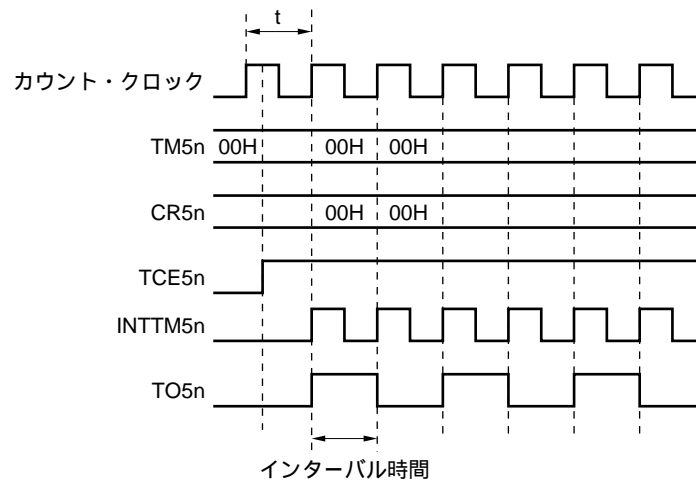 t
カウント・クロック
TM5n 00H 00H 00H
CR5n 00H 00H
TCE5n
INTTM5n
TO5n
インターバル時間